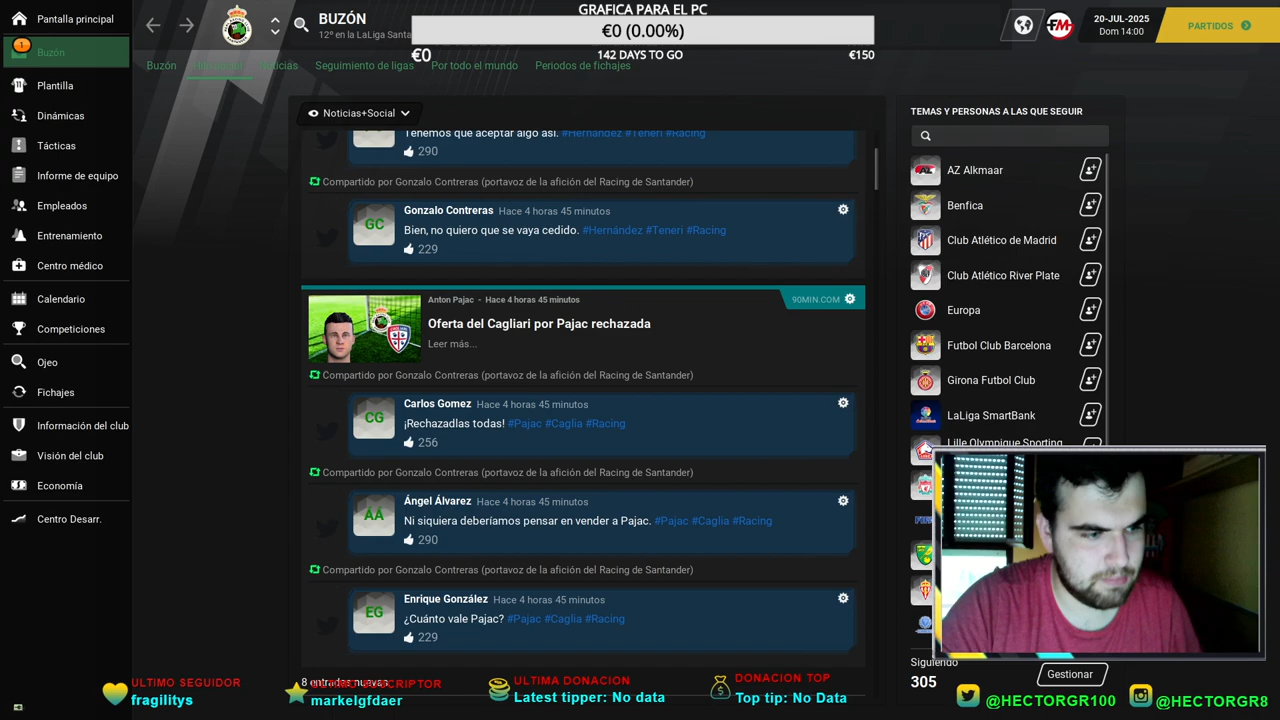 Pantalla principal
1
Buzón
Plantilla
Dinámicas
Tácticas
Informe de equipo
Empleados
Entrenamiento
Centro médico
Calendario
Competiciones
Ojeo
Fichajes
Información del club
Visión del club
Economía
Centro Desarr.
BUZÓN
12º en la LaLiga Santa
GRAFICA PARA EL PC
€0 (0.00%)
€0
142 DAYS TO GO
€150
FM
20-JUL-2025
Dom 14:00
PARTIDOS
Buzón
Noticias
Seguimiento de ligas
Por todo el mundo
Periodos de fichajes
Noticias+Social
Tenemos que aceptar algo así. #Hernández #Teneri #Racing
290
Compartido por Gonzalo Contreras (portavoz de la afición del Racing de Santander)
GC
Gonzalo Contreras Hace 4 horas 45 minutos
Bien, no quiero que se vaya cedido. #Hernández #Teneri #Racing
229
Anton Pajac - Hace 4 horas 45 minutos
90MIN.COM
Oferta del Cagliari por Pajac rechazada
Leer más...
Compartido por Gonzalo Contreras (portavoz de la afición del Racing de Santander)
CG
Carlos Gomez Hace 4 horas 45 minutos
¡Rechazadlas todas! #Pajac #Caglia #Racing
256
Compartido por Gonzalo Contreras (portavoz de la afición del Racing de Santander)
ÁÁ
Ángel Álvarez Hace 4 horas 45 minutos
Ni siquiera deberíamos pensar en vender a Pajac. #Pajac #Caglia #Racing
290
Compartido por Gonzalo Contreras (portavoz de la afición del Racing de Santander)
EG
Enrique González Hace 4 horas 45 minutos
¿Cuánto vale Pajac? #Pajac #Caglia #Racing
229
8 entradas nuevas
TEMAS Y PERSONAS A LAS QUE SEGUIR
AZ Alkmaar
Benfica
Club Atlético de Madrid
Club Atlético River Plate
Europa
Futbol Club Barcelona
Girona Futbol Club
LaLiga SmartBank
Lille Olympique Sporting
Siguiendo
305
Gestionar
ULTIMO SEGUIDOR
fragilitys
ULTIMO SUSCRIPTOR
markelgfdaer
ULTIMA DONACION
Latest tipper: No data
DONACION TOP
Top tip: No Data
@HECTORGR100
@HECTORGR8